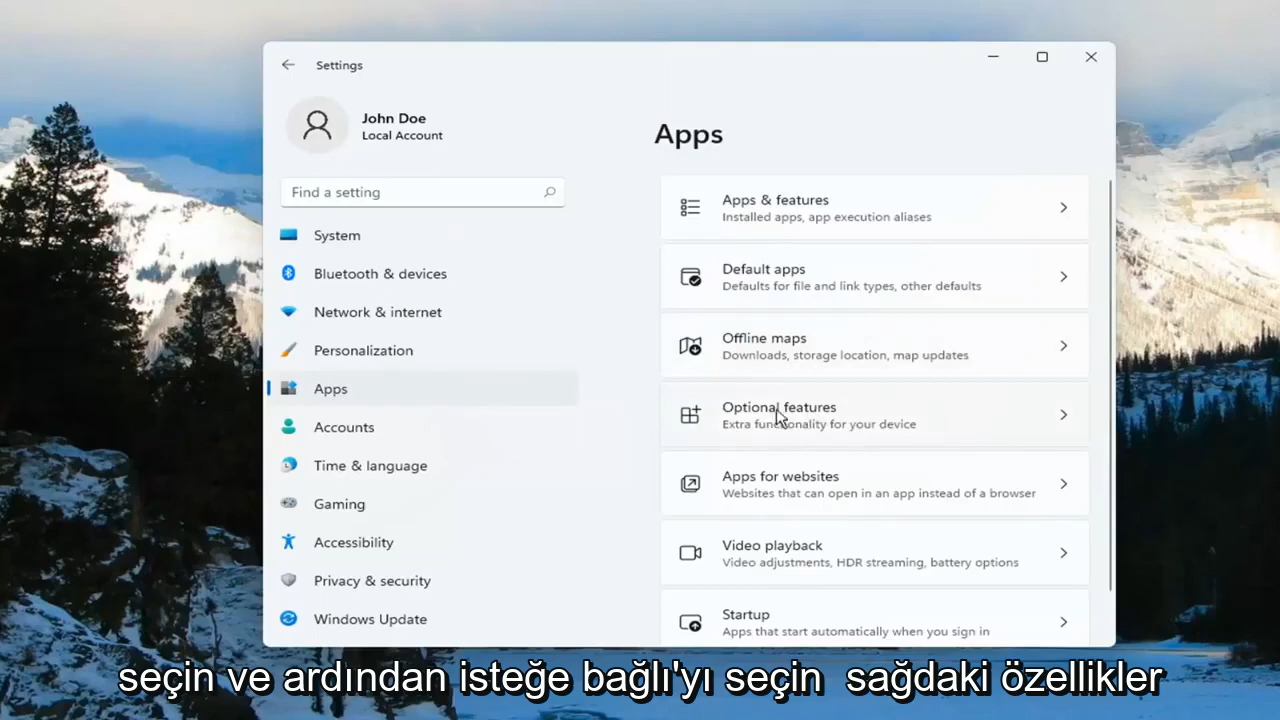 Settings
John Doe
Local Account
Find a setting
System
Bluetooth & devices
Network & internet
Personalization
Apps
Accounts
Time & language
Gaming
Accessibility
Privacy & security
Windows Update
Apps
Apps & features
Installed apps, app execution aliases
Default apps
Defaults for file and link types, other defaults
Offline maps
Downloads, storage location, map updates
Optional features
Extra functionality for your device
Apps for websites
Websites that can open in an app instead of a browser
Video playback
Video adjustments, HDR streaming, battery options
Startup
Apps that start automatically when you sign in
seçin ve ardından isteğe bağlı'yı seçin  sağdaki özellikler